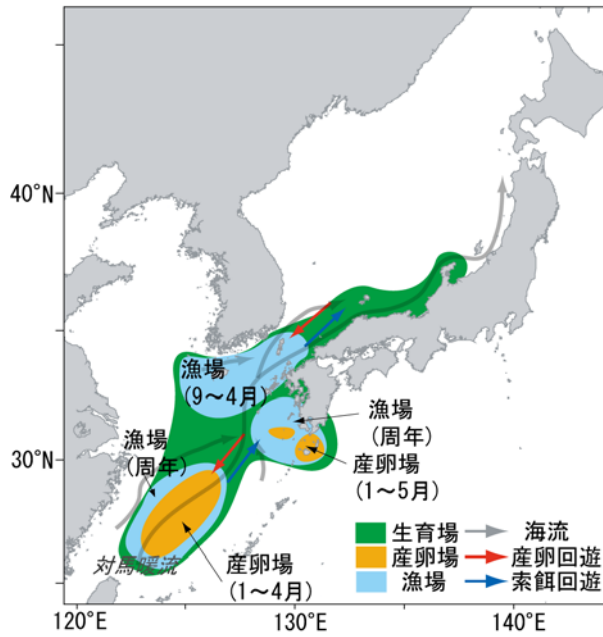 40°N
漁場
(9~4月)
漁場
(周年)
漁場
(周年)
30°N
産卵場
(1~5月)
対馬暖流
産卵場
(1~4月)
生育場
海流
産卵場
産卵回遊
漁場
索餌回遊
120°E
130°E
140°E